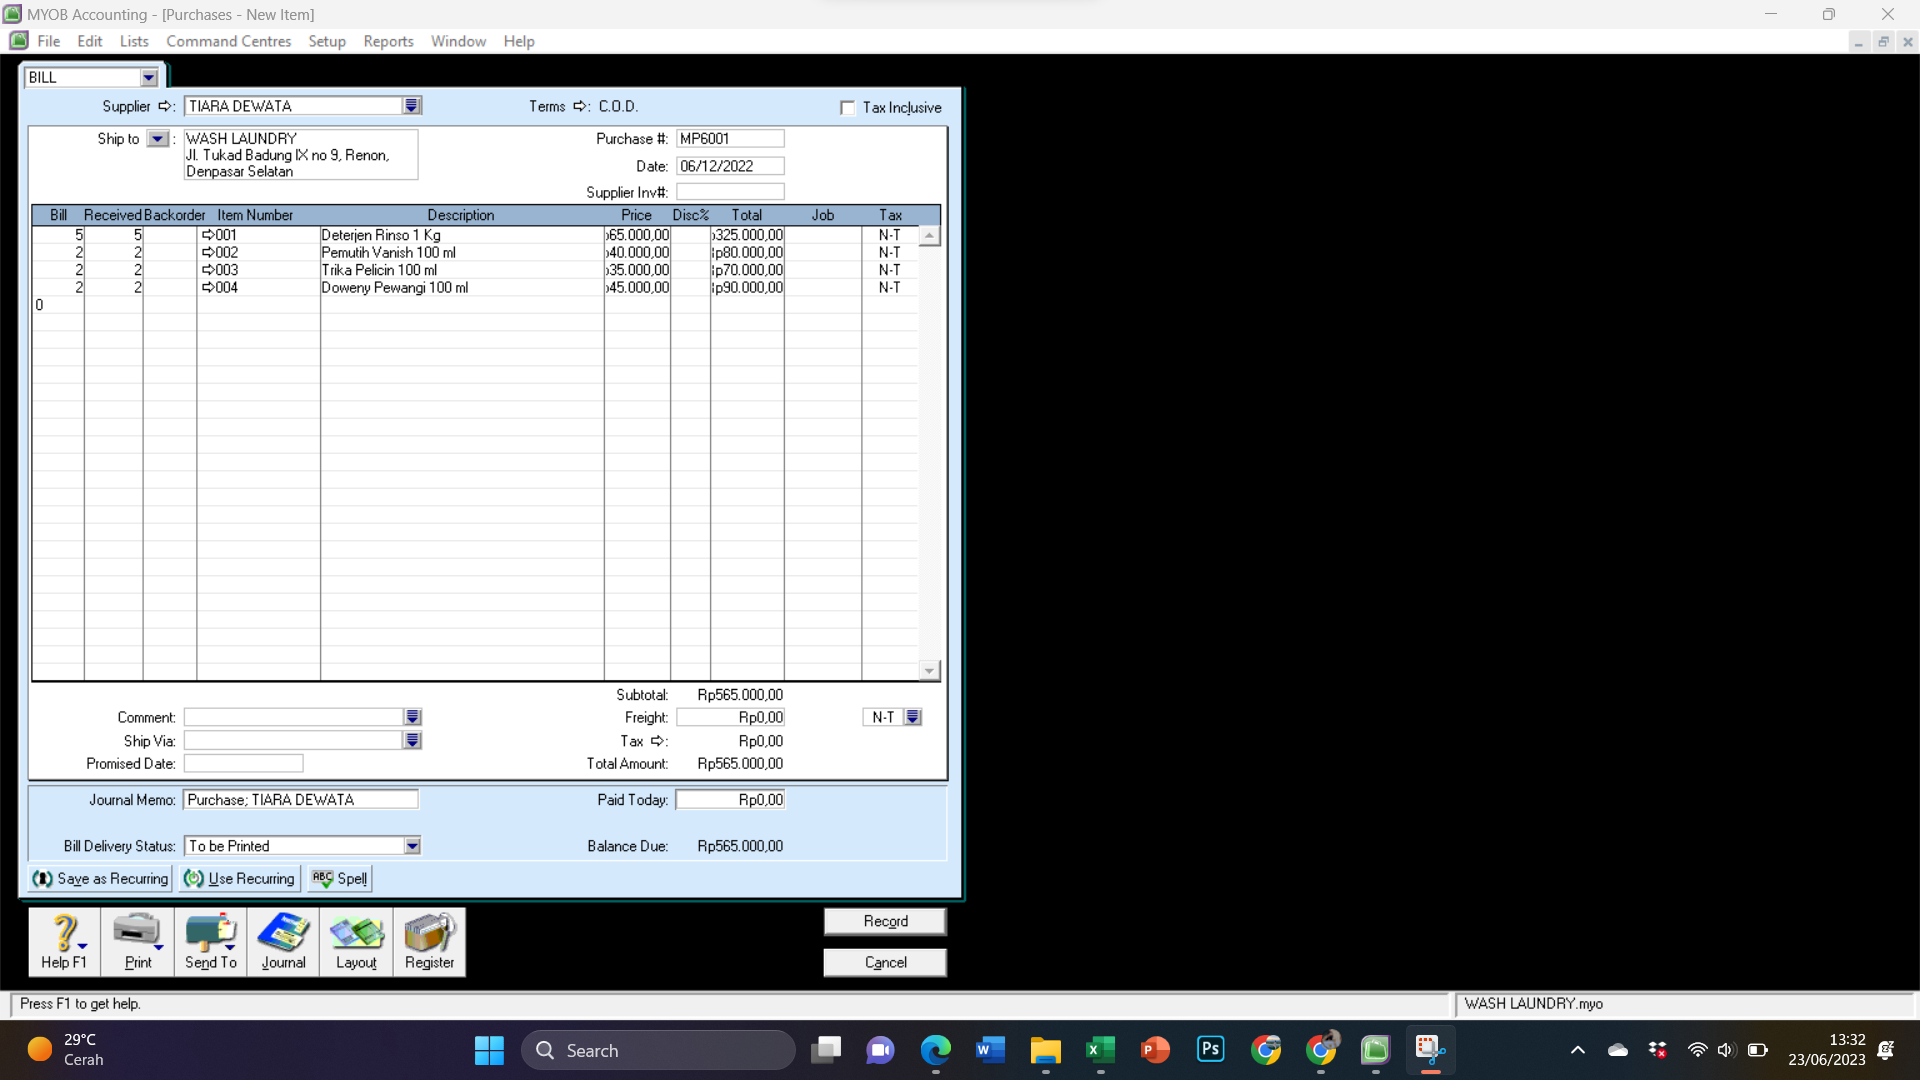 MYOB Accounting - [Purchases - New Item]
File Edit Lists Command Centres Setup Reports Window Help
BILL
Supplier : TIARA DEWATA Terms : C.O.D. Tax Inclusive
Ship to : WASH LAUNDRY Purchase #: MP6001
Jl. Tukad Badung IX no 9, Renon,
Denpasar Selatan
Date: 06/12/2022
Supplier Inv#:
Bill Received Backorder Item Number Description Price Disc% Total Job Tax
5 5 001 Deterjen Rinso 1 Kg 65.000,00 325.000,00 N-T
2 2 002 Pemutih Vanish 100 ml 40.000,00 p80.000,00 N-T
2 2 003 Trika Pelicin 100 ml 35.000,00 p70.000,00 N-T
2 2 004 Doweny Pewangi 100 ml 45.000,00 p90.000,00 N-T
0
Subtotal: Rp565.000,00
Comment: Freight: Rp0,00 N-T
Ship Via: Tax : Rp0,00
Promised Date: Total Amount: Rp565.000,00
Journal Memo: Purchase; TIARA DEWATA Paid Today: Rp0,00
Bill Delivery Status: To be Printed Balance Due: Rp565.000,00
Save as Recurring Use Recurring ABC Spell
Record
Help F1 Print Send To Journal Layout Register Cancel
Press F1 to get help. WASH LAUNDRY.myo
29°C
Cerah
Search
W X P Ps
13:32
23/06/2023